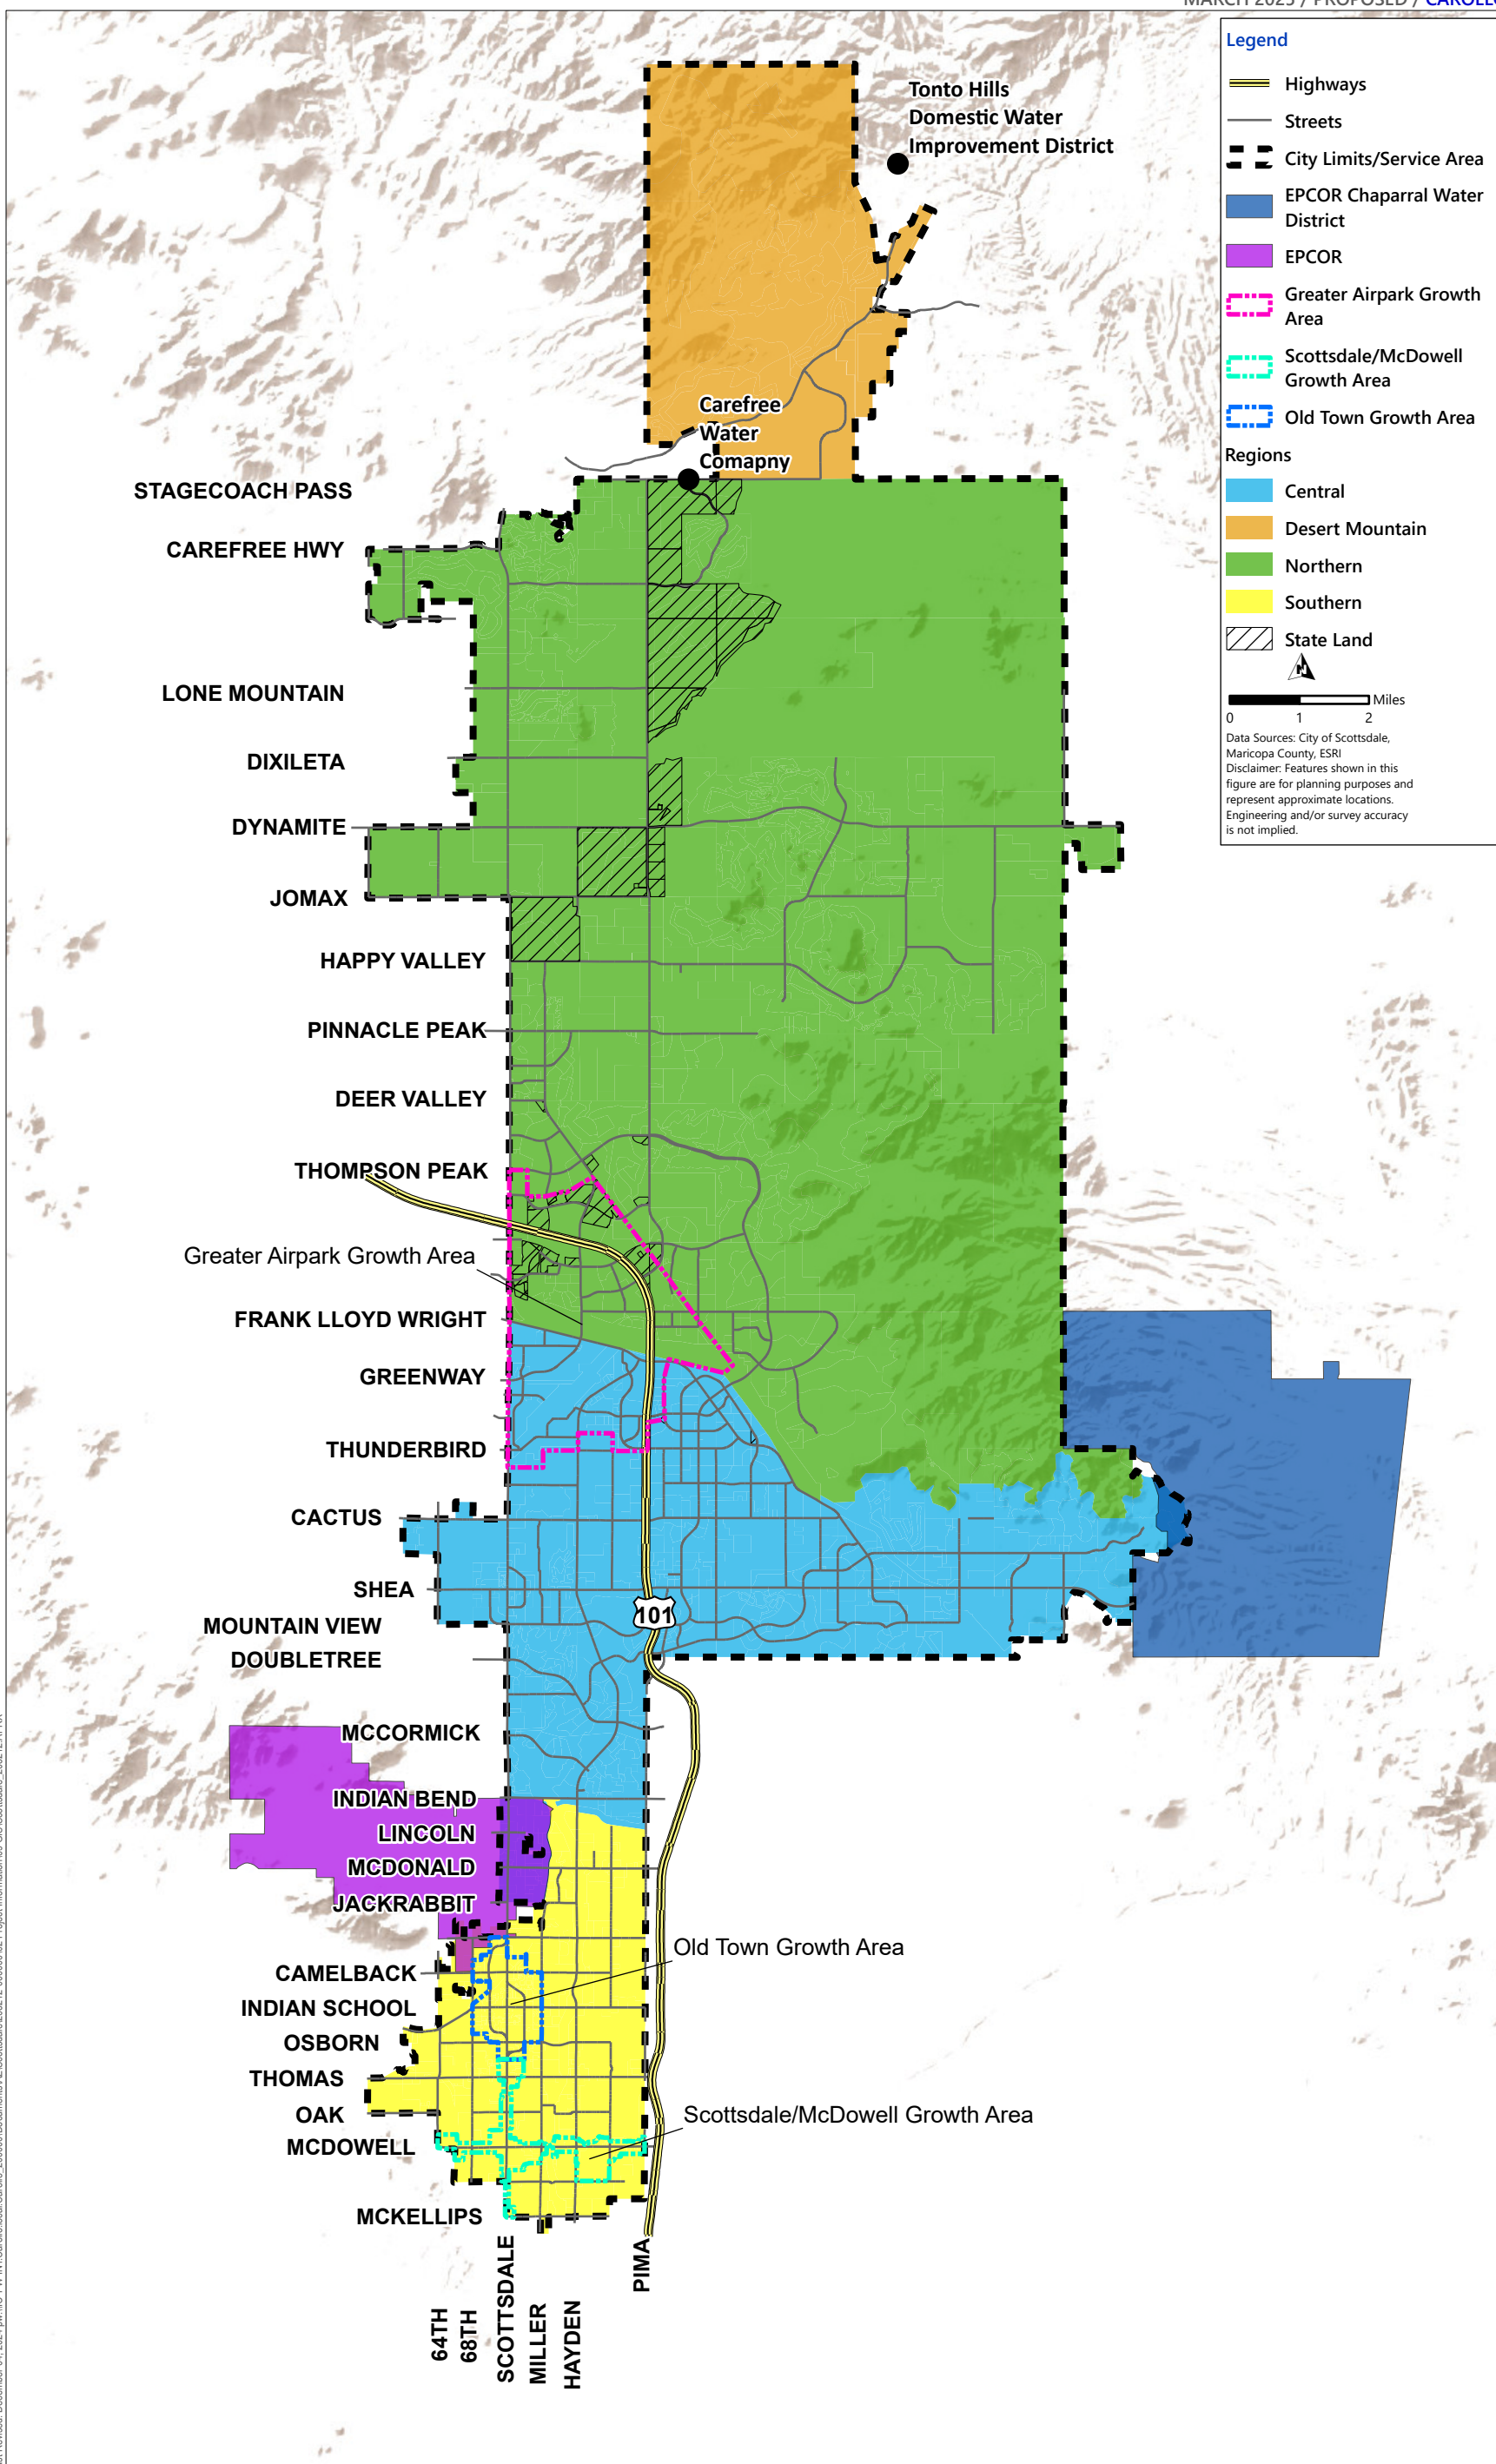 MARCH 2025 / PROPOSED /
Legend
Highways
Streets
City Limits/Service Area
EPCOR Chaparral Water
District
EPCOR
Greater Airpark Growth
Area
Scottsdale/McDowell
Growth Area
Old Town Growth Area
Regions
Central
Desert Mountain
Northern
Southern
State Land
N
Miles
0 1 2
Data Sources: City of Scottsdale,
Maricopa County, ESRI
Disclaimer: Features shown in this
figure are for planning purposes and
represent approximate locations.
Engineering and/or survey accuracy
is not implied.
Tonto Hills
Domestic Water
Improvement District
Carefree
Water
Comapny
STAGECOACH PASS
CAREFREE HWY
LONE MOUNTAIN
DIXILETA
DYNAMITE
JOMAX
HAPPY VALLEY
PINNACLE PEAK
DEER VALLEY
THOMPSON PEAK
Greater Airpark Growth Area
FRANK LLOYD WRIGHT
GREENWAY
THUNDERBIRD
CACTUS
SHEA
101
MOUNTAIN VIEW
DOUBLETREE
MCCORMICK
INDIAN BEND
LINCOLN
MCDONALD
JACKRABBIT
Old Town Growth Area
CAMELBACK
INDIAN SCHOOL
OSBORN
THOMAS
OAK
Scottsdale/McDowell Growth Area
MCDOWELL
MCKELLIPS
64TH
68TH
SCOTTSDALE
MILLER
HAYDEN
PIMA